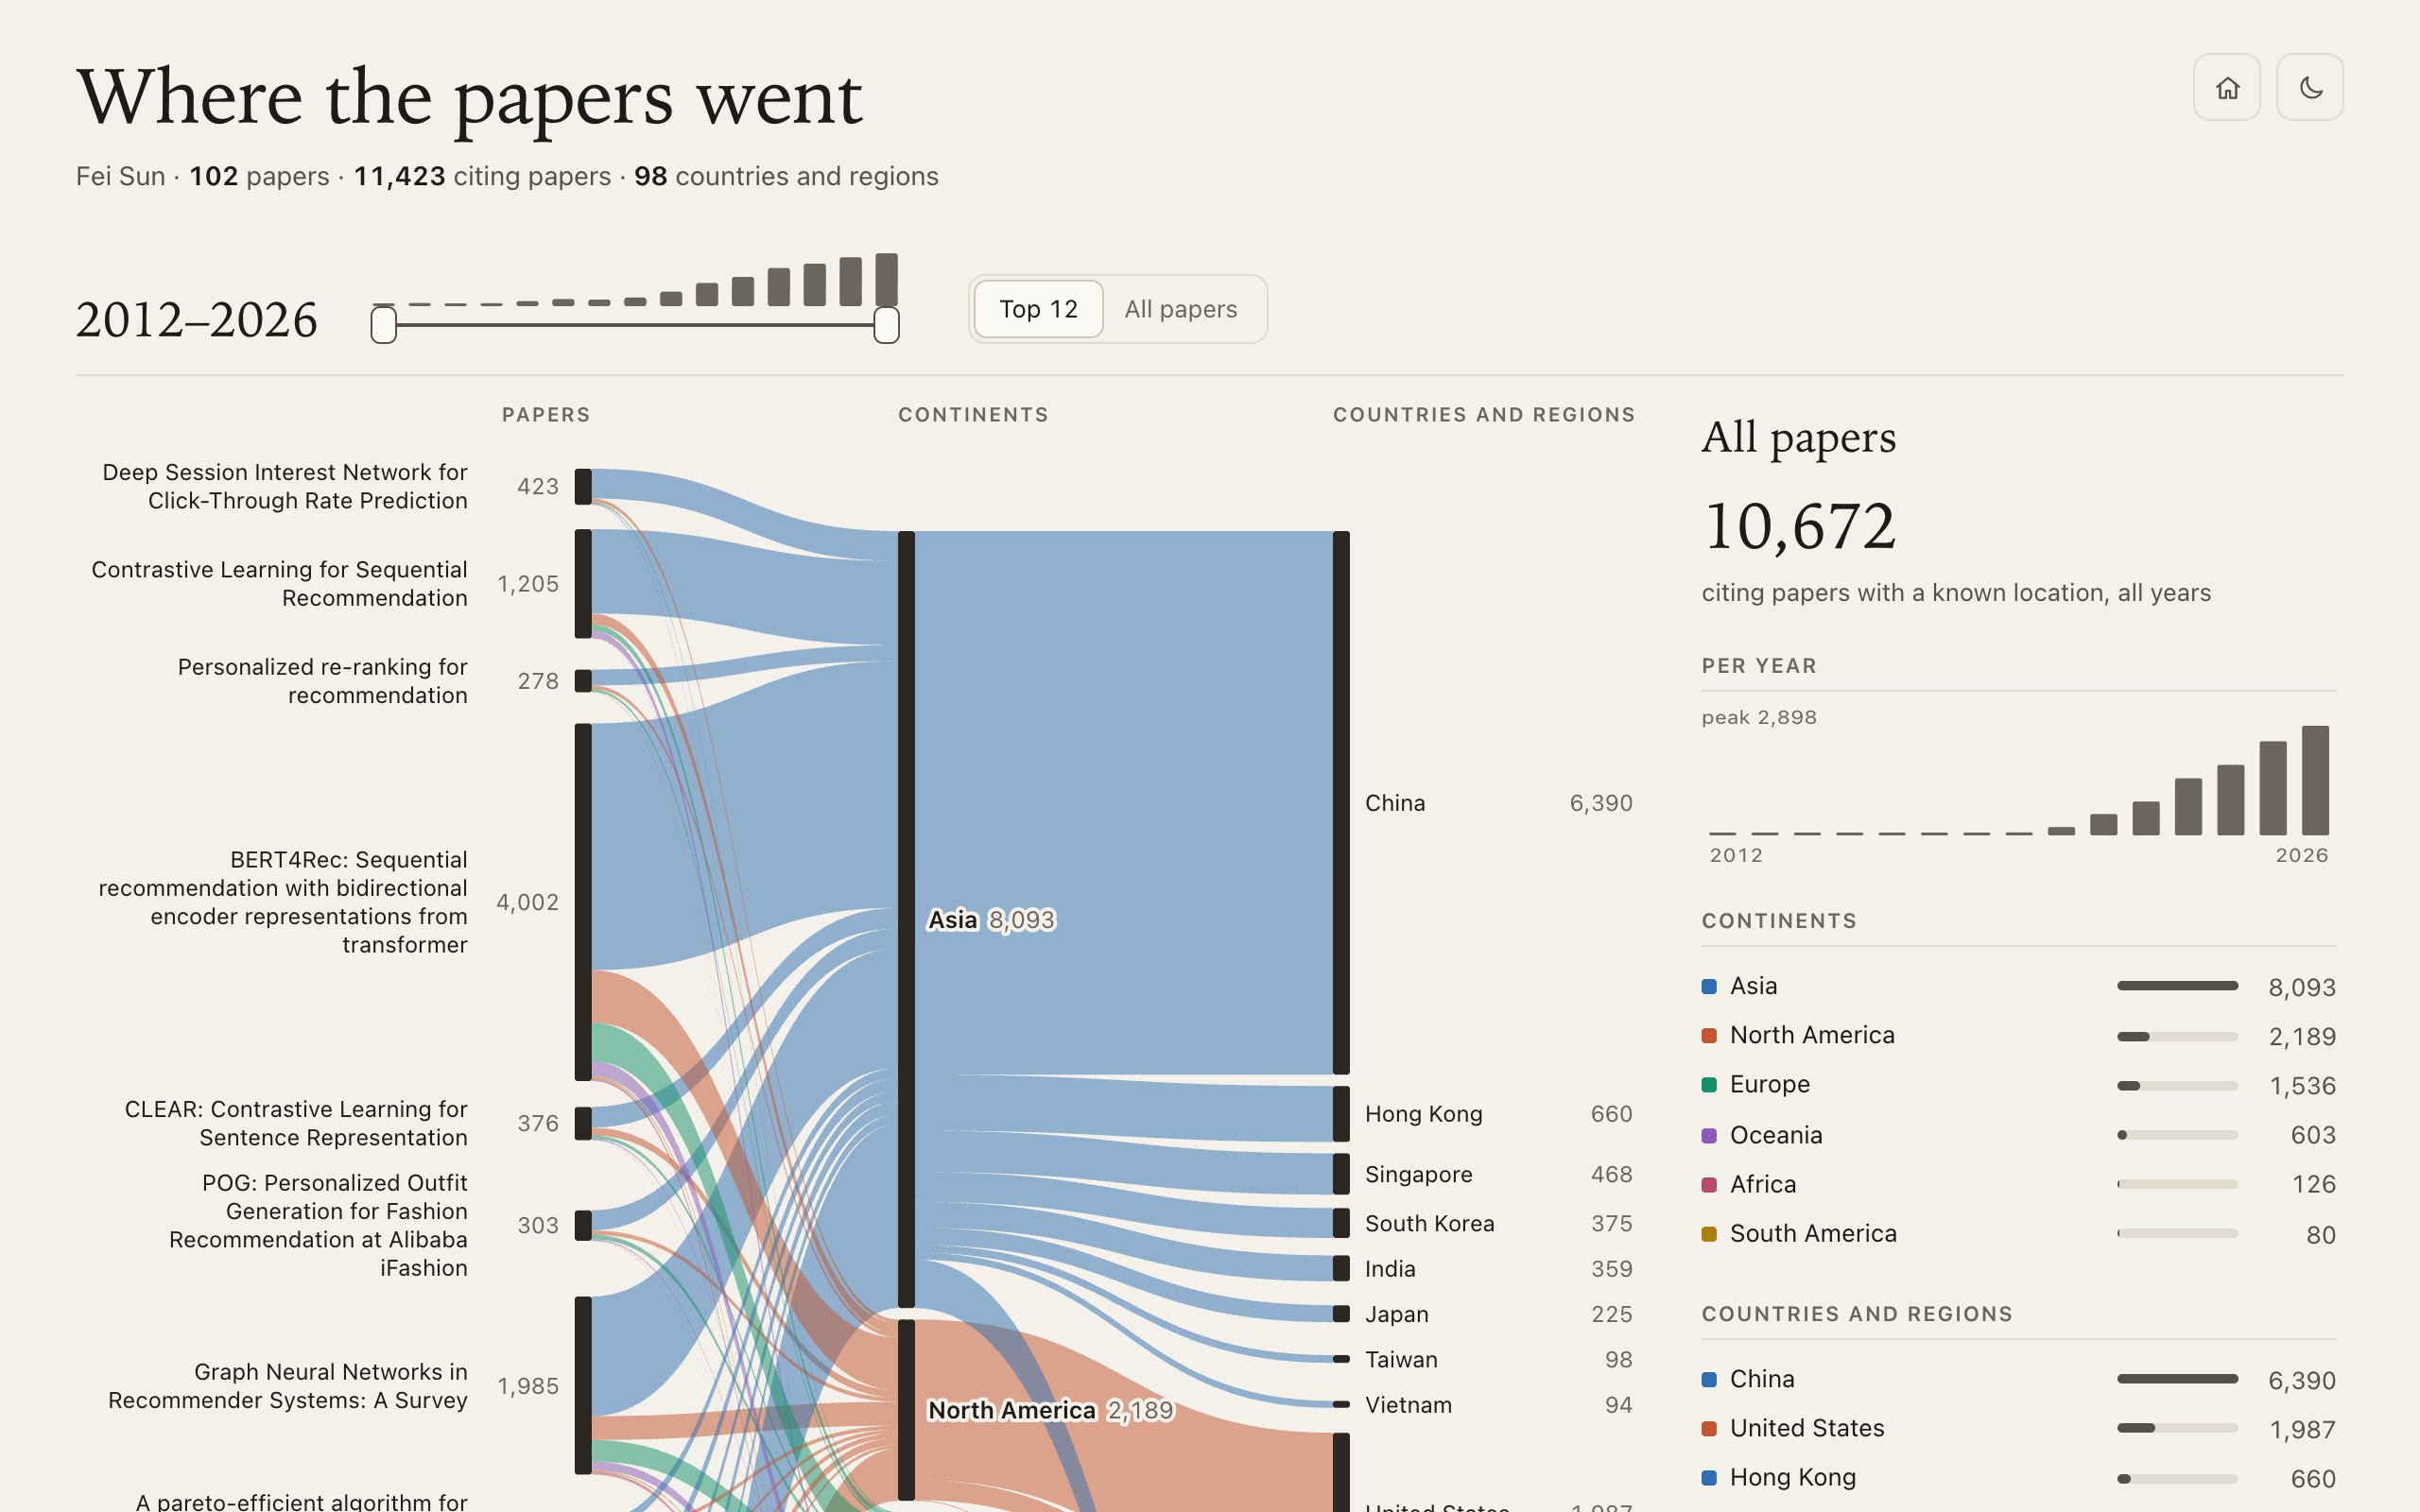 Where the papers went
Fei Sun · 102 papers · 11,423 citing papers · 98 countries and regions
2012–2026
Top 12
All papers
PAPERS
CONTINENTS
COUNTRIES AND REGIONS
Deep Session Interest Network for
Click-Through Rate Prediction
423
Contrastive Learning for Sequential
Recommendation
1,205
Personalized re-ranking for
recommendation
278
BERT4Rec: Sequential
recommendation with bidirectional
encoder representations from
transformer
4,002
CLEAR: Contrastive Learning for
Sentence Representation
376
POG: Personalized Outfit
Generation for Fashion
Recommendation at Alibaba
iFashion
303
Graph Neural Networks in
Recommender Systems: A Survey
1,985
A pareto-efficient algorithm for
Asia 8,093
North America 2,189
China 6,390
Hong Kong 660
Singapore 468
South Korea 375
India 359
Japan 225
Taiwan 98
Vietnam 94
United States 1,987
All papers
10,672
citing papers with a known location, all years
PER YEAR
peak 2,898
2012
2026
CONTINENTS
Asia 8,093
North America 2,189
Europe 1,536
Oceania 603
Africa 126
South America 80
COUNTRIES AND REGIONS
China 6,390
United States 1,987
Hong Kong 660